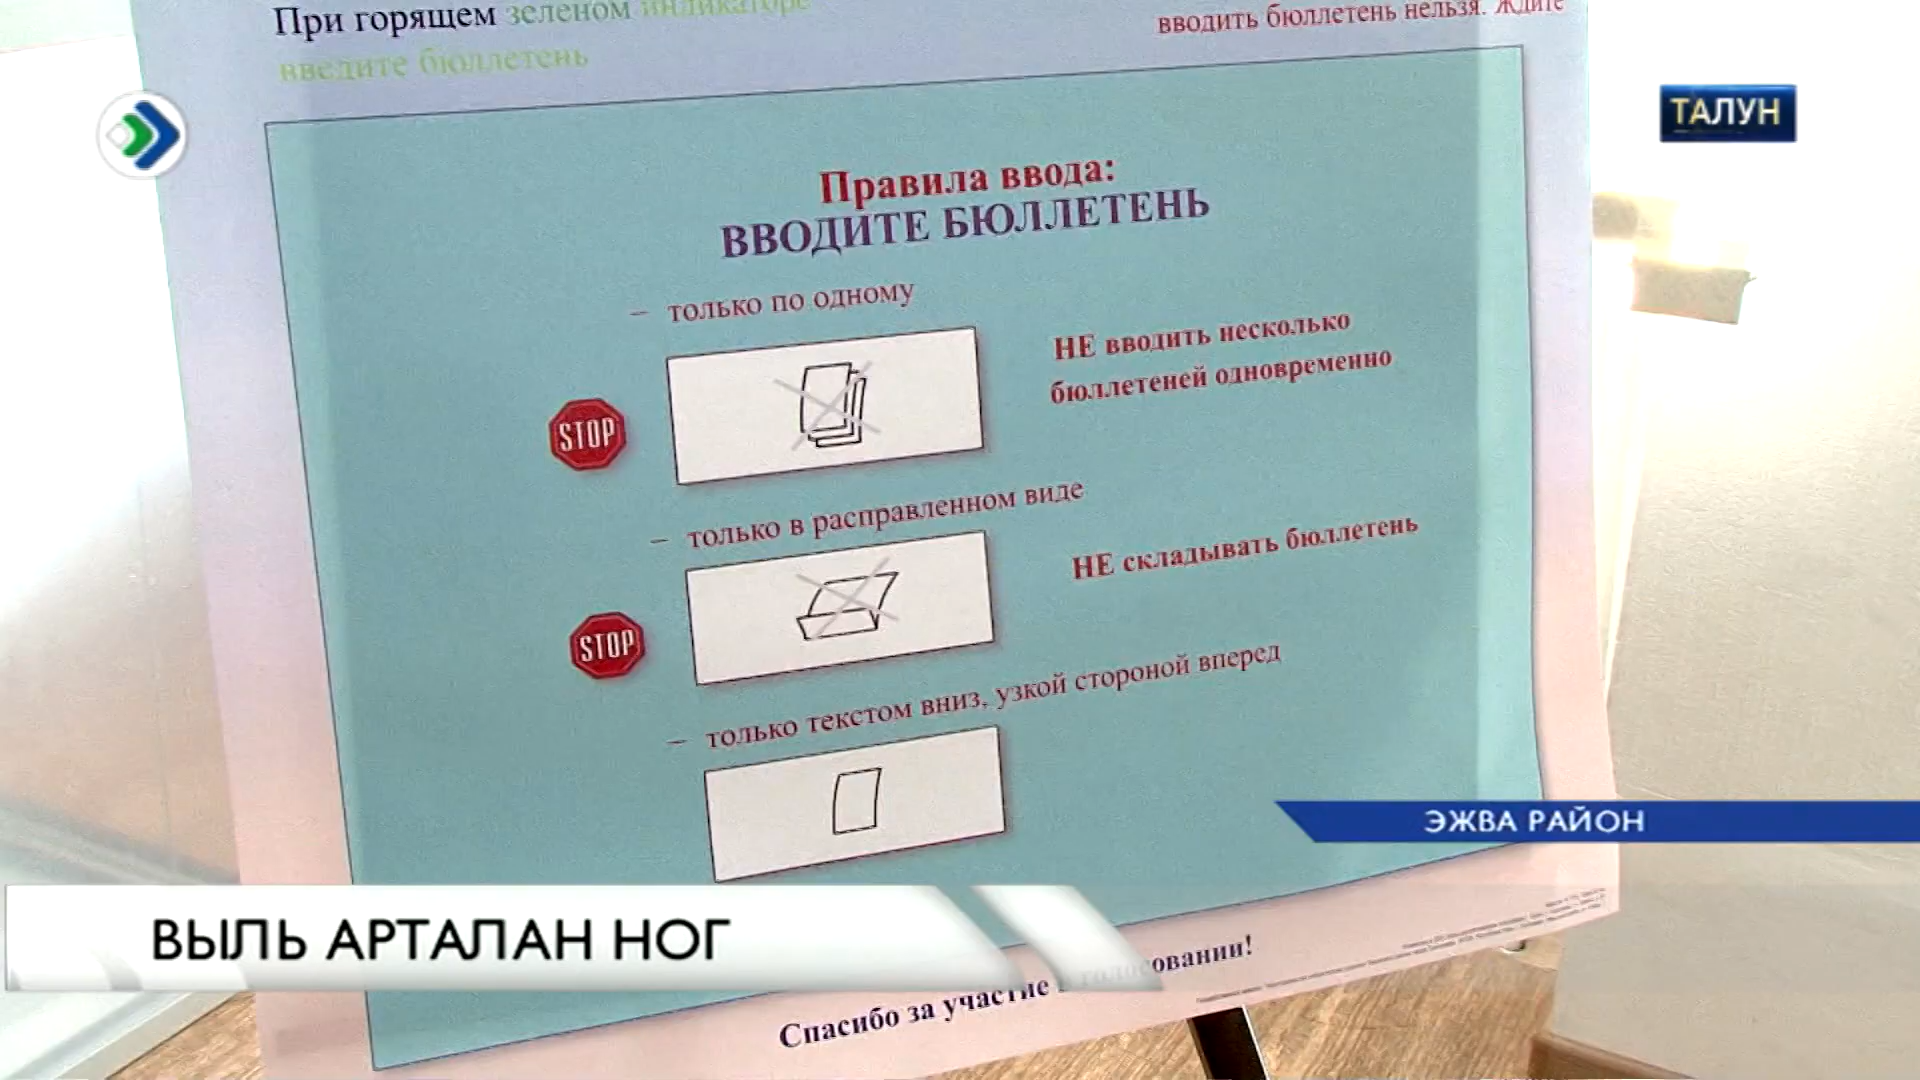 При горящем зеленом индикаторе
введите бюллетень
вводить бюллетень нельзя. Ждите
ТАЛУН
Правила ввода:
ВВОДИТЕ БЮЛЛЕТЕНЬ
– только по одному
НЕ вводить несколько
бюллетеней одновременно
STOP
– только в расправленном виде
НЕ складывать бюллетень
STOP
– только текстом вниз, узкой стороной вперед
ЭЖВА РАЙОН
ВЫЛЬ АРТАЛАН НОГ
Спасибо за участие в голосовании!